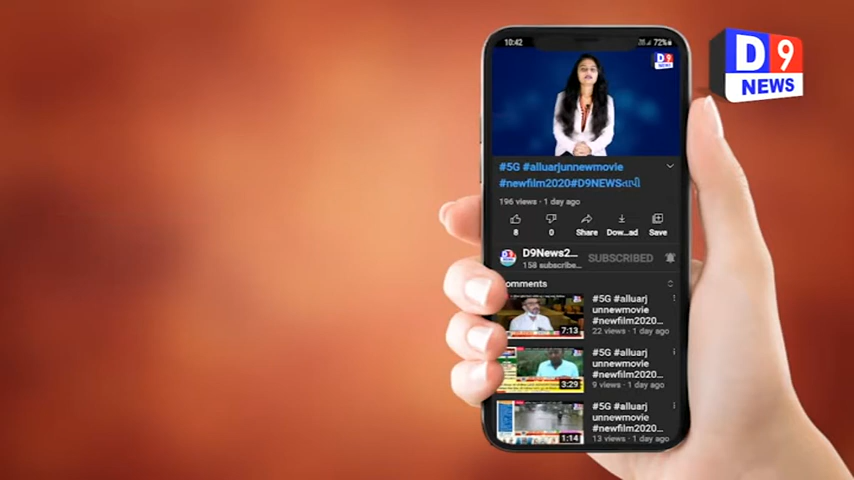 D9
NEWS
10:42
72%
D9
NEWS
#5G #alluarjunnewmovie
#newfilm2020#D9NEWSતાપી
196 views · 1 day ago
8
0
Share
Dow...ad
Save
D9News2...
158 subscribe...
SUBSCRIBED
omments
#5G #alluarj
unnewmovie
#newfilm2020...
22 views · 1 day ago
7:13
#5G #alluarj
unnewmovie
#newfilm2020...
9 views · 1 day ago
3:29
#5G #alluarj
unnewmovie
#newfilm2020...
13 views · 1 day ago
1:14